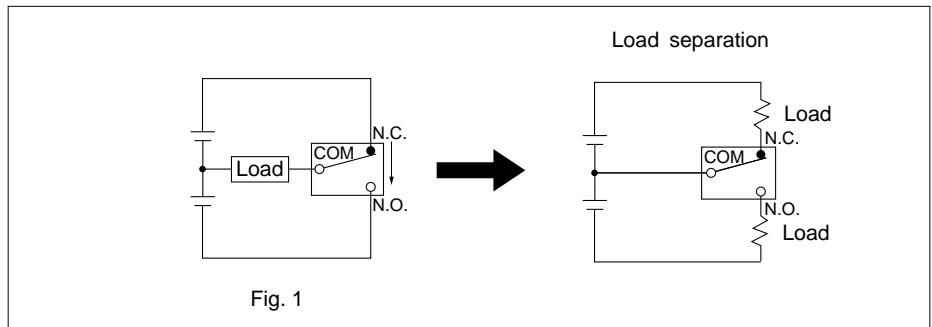 Load separation
N.C.
COM
Load
N.O.
Fig. 1
Load
N.C.
COM
N.O.
Load